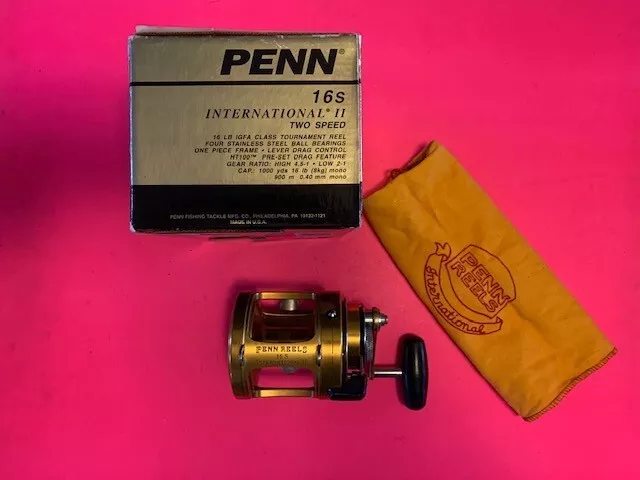 PENN®
16S
INTERNATIONAL® II
TWO SPEED
16 LB IGFA CLASS TOURNAMENT REEL
FOUR STAINLESS STEEL BALL BEARINGS
ONE PIECE FRAME • LEVER DRAG CONTROL
HT100™ PRE-SET DRAG FEATURE
GEAR RATIO: HIGH 4.5-1 • LOW 2-1
CAP.: 1000 yds 16 lb (8kg) mono
900 m 0.40 mm mono
PENN FISHING TACKLE MFG. CO., PHILADELPHIA, PA 19132-1121
MADE IN U.S.A.
PENN
REELS
International
PENN REELS
16 S